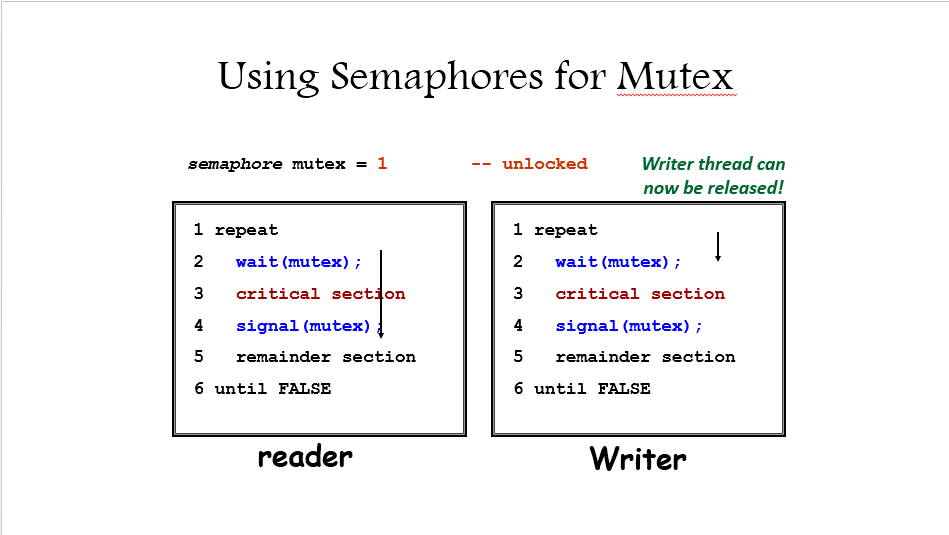 Using Semaphores for Mutex
semaphore mutex = 1 -- unlocked
Writer thread can
now be released!
1 repeat
2 wait(mutex);
3 critical section
4 signal(mutex);
5 remainder section
6 until FALSE
reader
1 repeat
2 wait(mutex);
3 critical section
4 signal(mutex);
5 remainder section
6 until FALSE
Writer